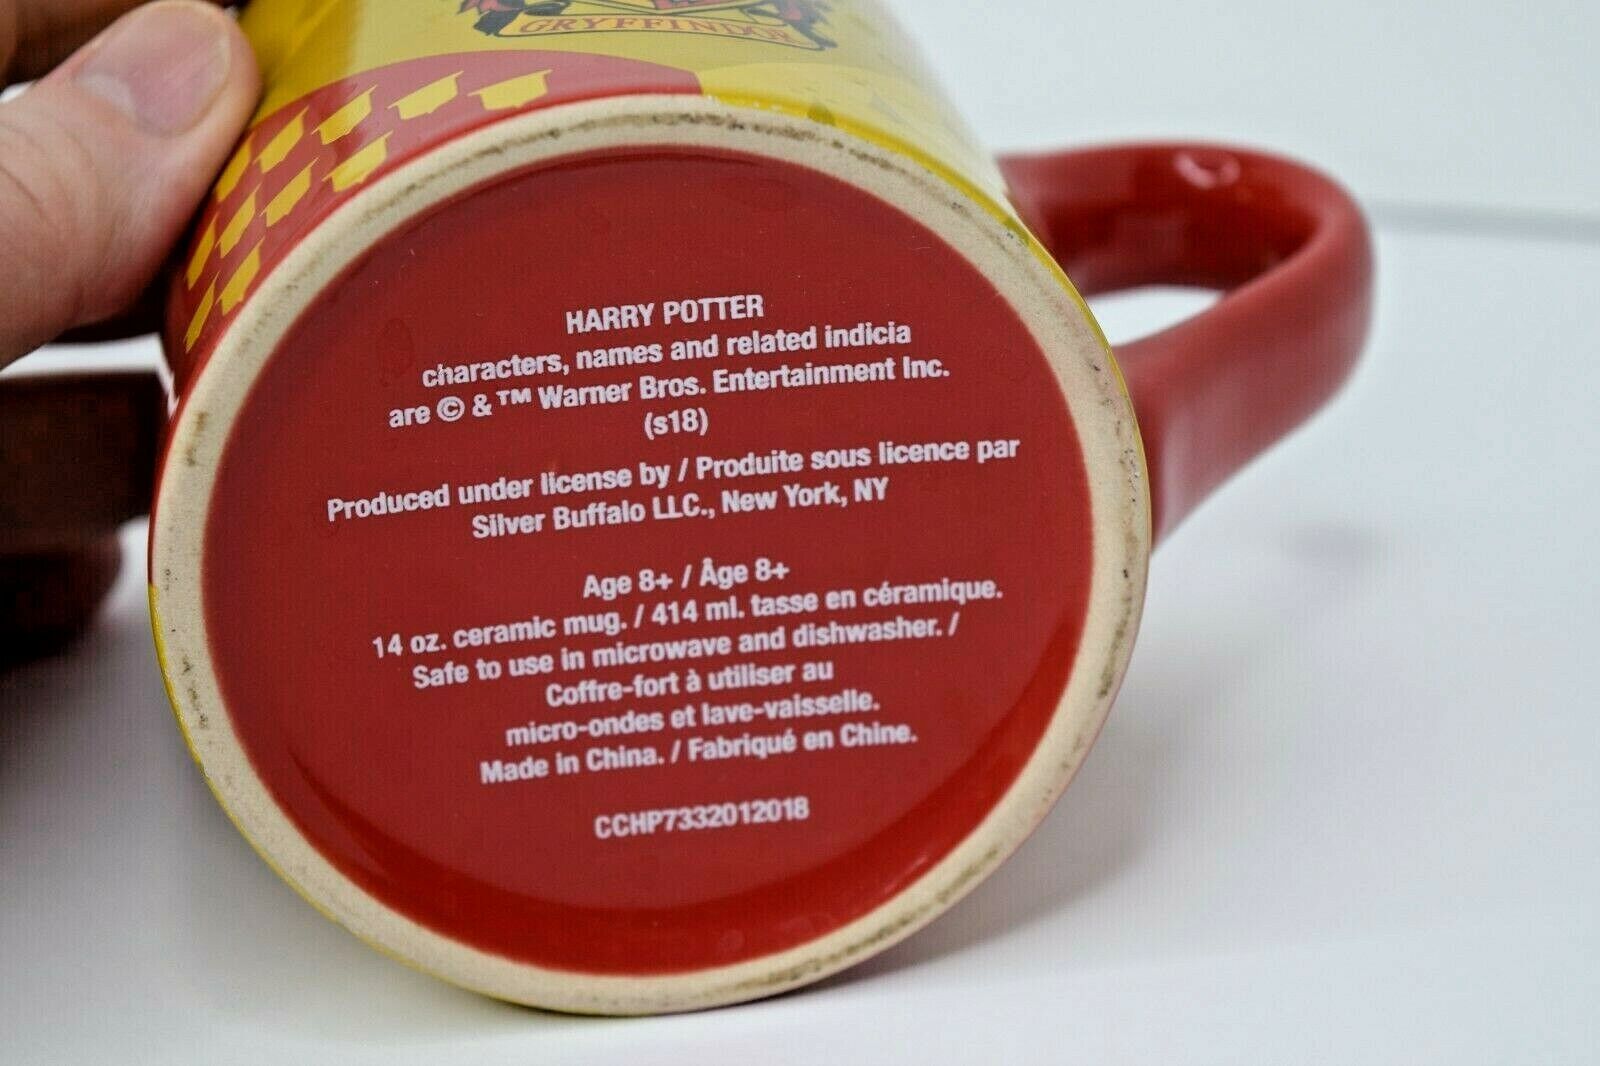 GRYFFINDOR
HARRY POTTER
characters, names and related indicia
are © & ™ Warner Bros. Entertainment Inc.
(s18)
Produced under license by / Produite sous licence par
Silver Buffalo LLC., New York, NY
Age 8+ / Âge 8+
14 oz. ceramic mug. / 414 ml. tasse en céramique.
Safe to use in microwave and dishwasher. /
Coffre-fort à utiliser au
micro-ondes et lave-vaisselle.
Made in China. / Fabriqué en Chine.
CCHP7332012018